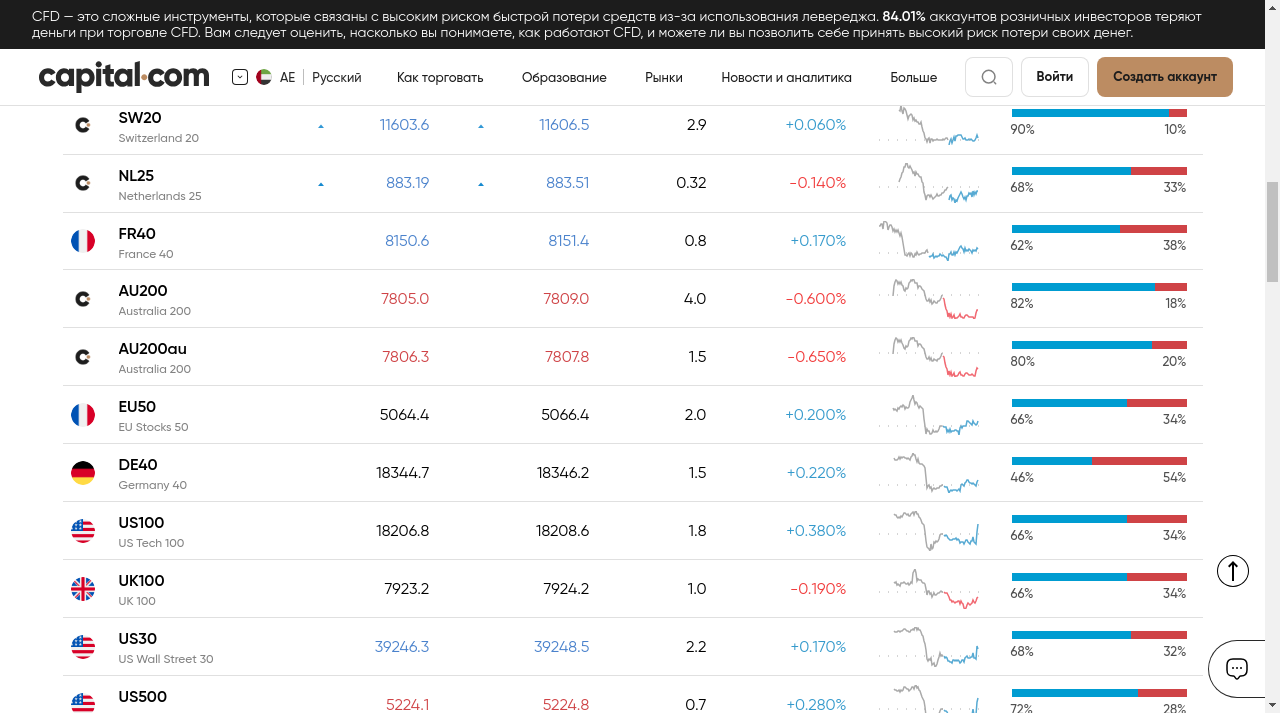 CFD — это сложные инструменты, которые связаны с высоким риском быстрой потери средств из-за использования левереджа. 84.01% аккаунтов розничных инвесторов теряют
деньги при торговле CFD. Вам следует оценить, насколько вы понимаете, как работают CFD, и можете ли вы позволить себе принять высокий риск потери своих денег.
capital.com AE Русский Как торговать Образование Рынки Новости и аналитика Больше Войти Создать аккаунт
SW20 11603.6 11606.5 2.9 +0.060%
Switzerland 20 90% 10%
NL25 883.19 883.51 0.32 -0.140%
Netherlands 25 68% 33%
FR40 8150.6 8151.4 0.8 +0.170%
France 40 62% 38%
AU200 7805.0 7809.0 4.0 -0.600%
Australia 200 82% 18%
AU200au 7806.3 7807.8 1.5 -0.650%
Australia 200 80% 20%
EU50 5064.4 5066.4 2.0 +0.200%
EU Stocks 50 66% 34%
DE40 18344.7 18346.2 1.5 +0.220%
Germany 40 46% 54%
US100 18206.8 18208.6 1.8 +0.380%
US Tech 100 66% 34%
UK100 7923.2 7924.2 1.0 -0.190%
UK 100 66% 34%
US30 39246.3 39248.5 2.2 +0.170%
US Wall Street 30 68% 32%
US500 5224.1 5224.8 0.7 +0.280%
72% 28%